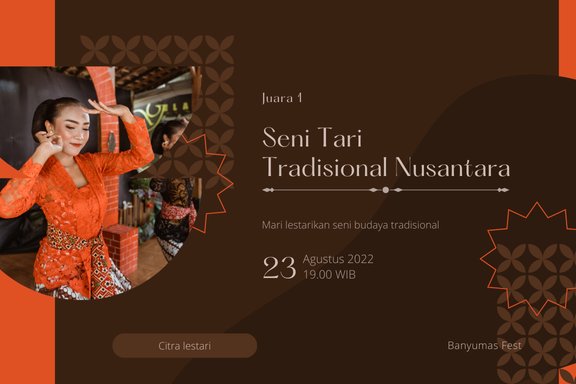 Juara 1
Seni Tari
Tradisional Nusantara
Mari lestarikan seni budaya tradisional
23
Agustus 2022
19.00 WIB
Citra lestari
Banyumas Fest